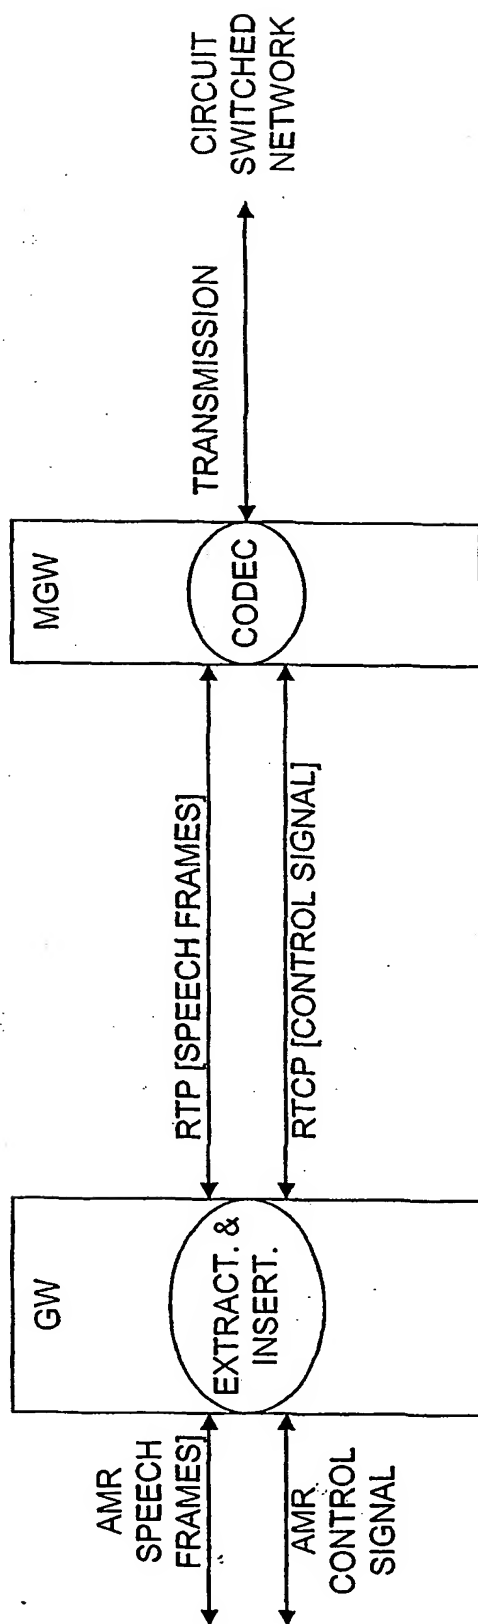 AMR
SPEECH
FRAMES]
AMR
CONTROL
SIGNAL
GW
EXTRACT. &
INSERT.
RTP [SPEECH FRAMES]
RTCP [CONTROL SIGNAL]
MGW
CODEC
TRANSMISSION
CIRCUIT
SWITCHED
NETWORK